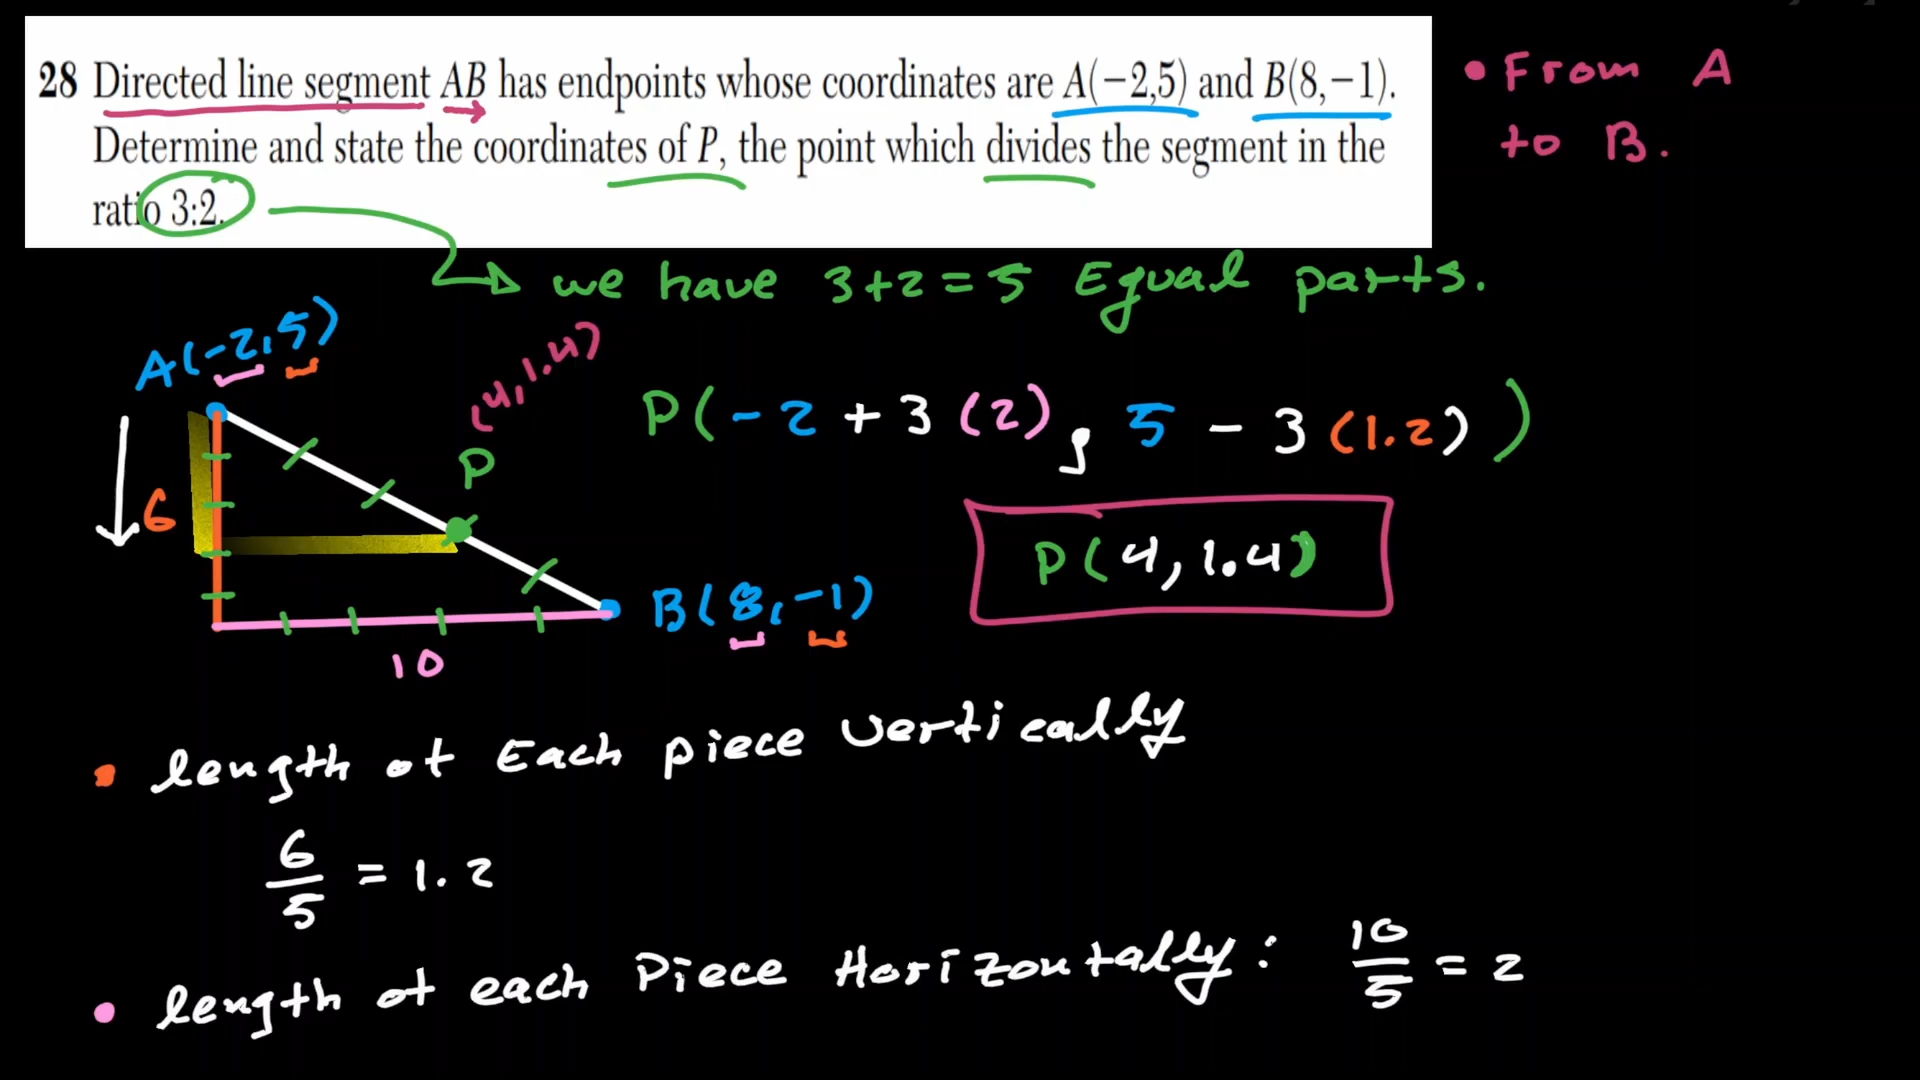 28 Directed line segment AB has endpoints whose coordinates are A(−2,5) and B(8,−1).
Determine and state the coordinates of P, the point which divides the segment in the
ratio 3:2.
• From A
to B.
we have 3+2=5 Equal parts.
A(-2,5)
(4,1.4)
P
6
B(8,-1)
10
P(-2+3(2), 5-3(1.2))
P(4,1.4)
• length of Each piece vertically
6/5 = 1.2
• length of each Piece Horizontally: 10/5 = 2